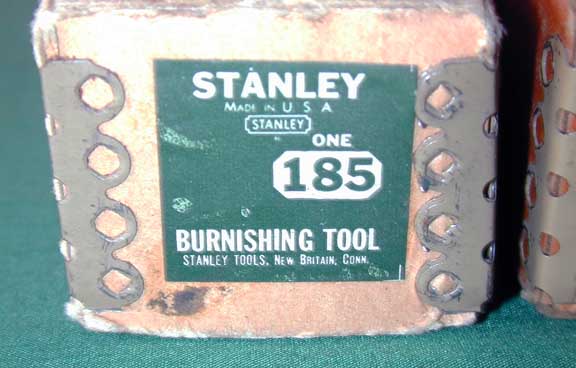 STANLEY
MADE IN U S A
STANLEY
ONE
185
BURNISHING TOOL
STANLEY TOOLS, NEW BRITAIN, CONN.